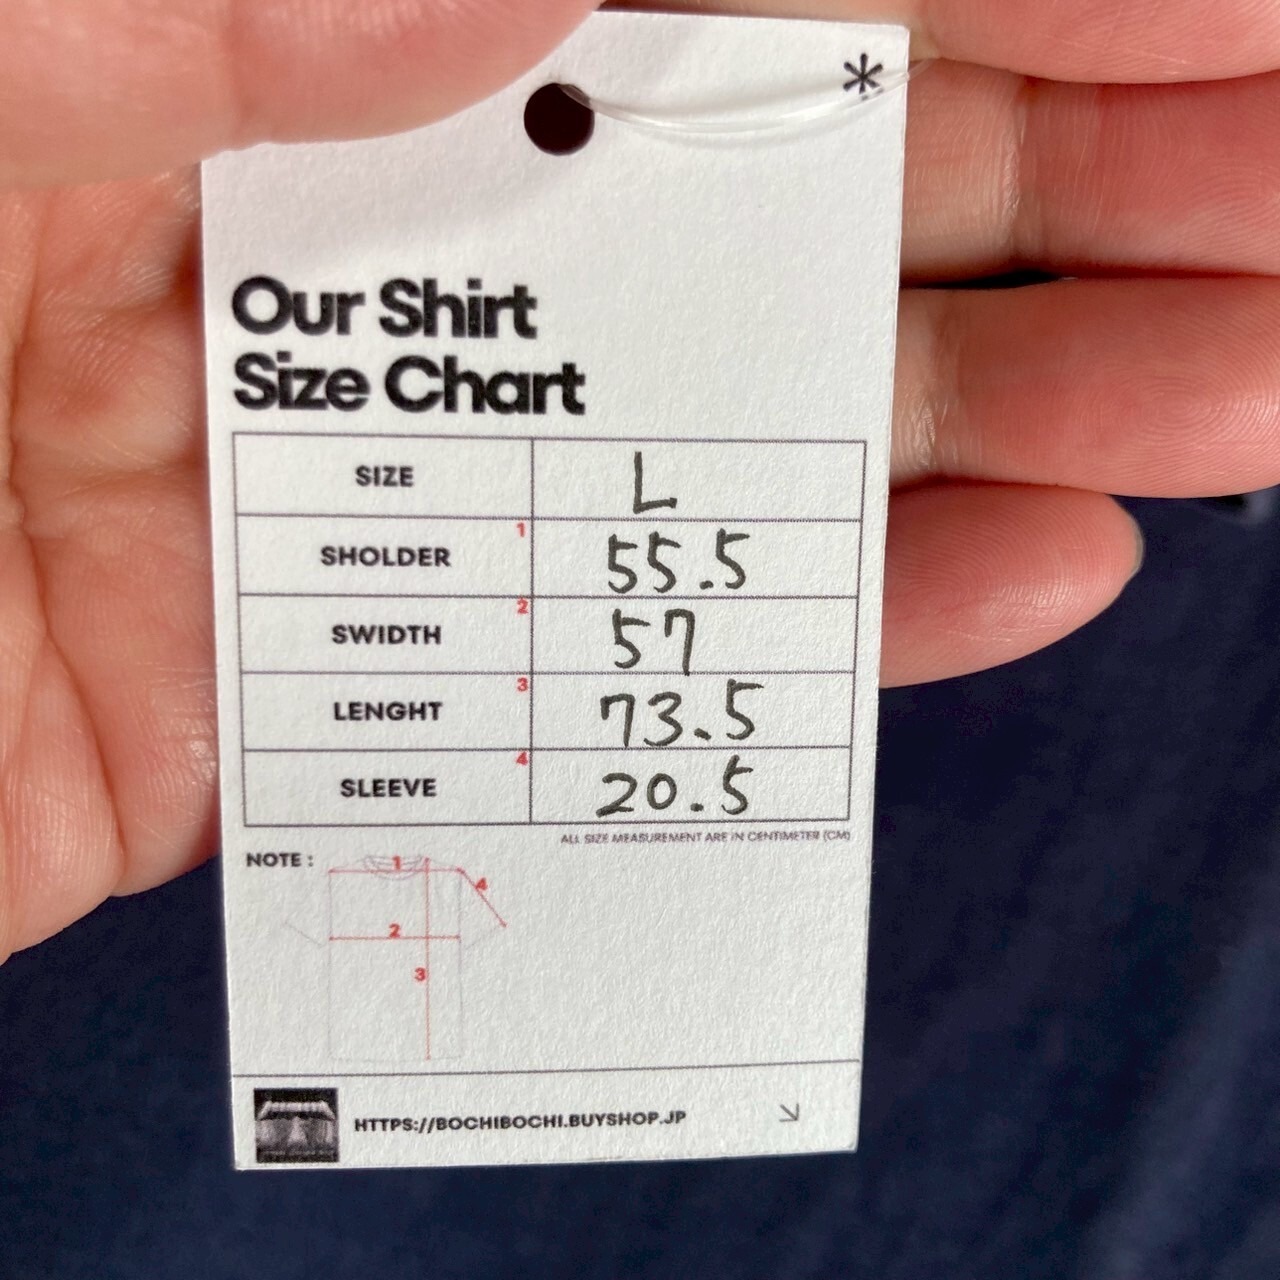 *
Our Shirt
Size Chart
SIZE L
SHOLDER 1 55.5
SWIDTH 2 57
LENGHT 3 73.5
SLEEVE 4 20.5
ALL SIZE MEASUREMENT ARE IN CENTIMETER (CM)
NOTE :
1
4
2
3
HTTPS://BOCHIBOCHI.BUYSHOP.JP